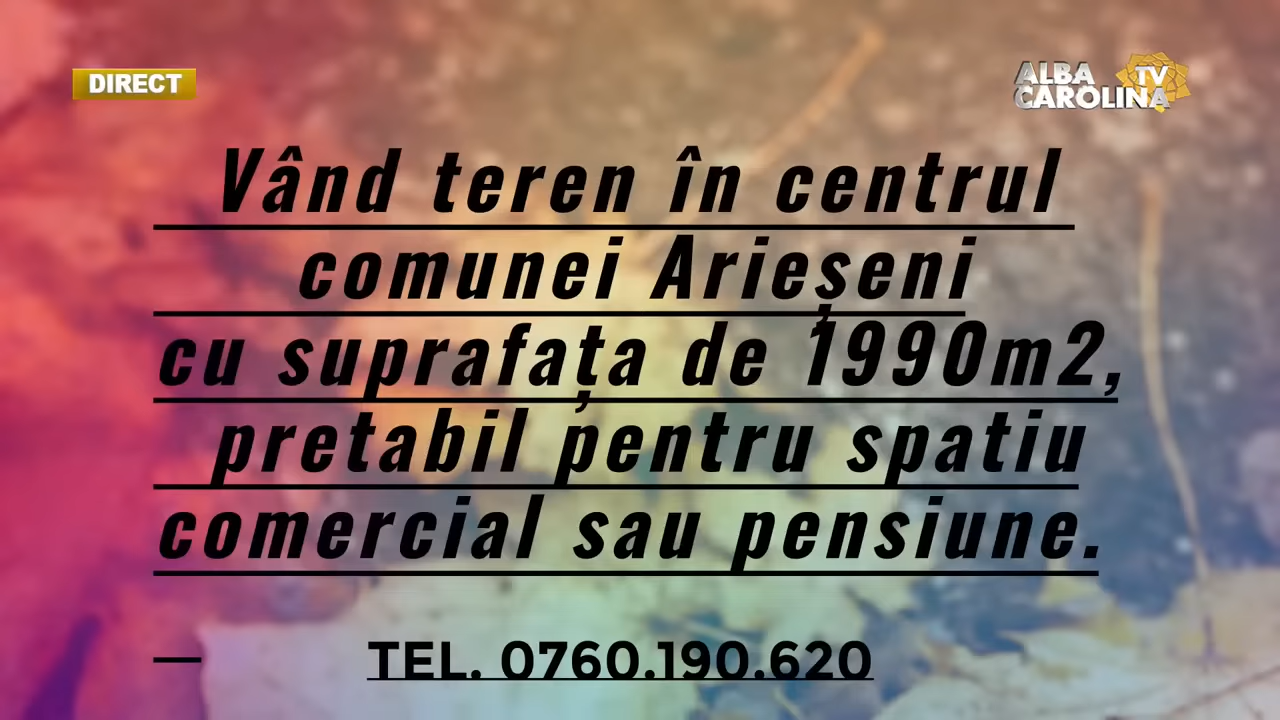 DIRECT
ALBA
CAROLINA
TV
Vând teren în centrul
comunei Arieșeni
cu suprafața de 1990m2,
pretabil pentru spatiu
comercial sau pensiune.
TEL. 0760.190.620